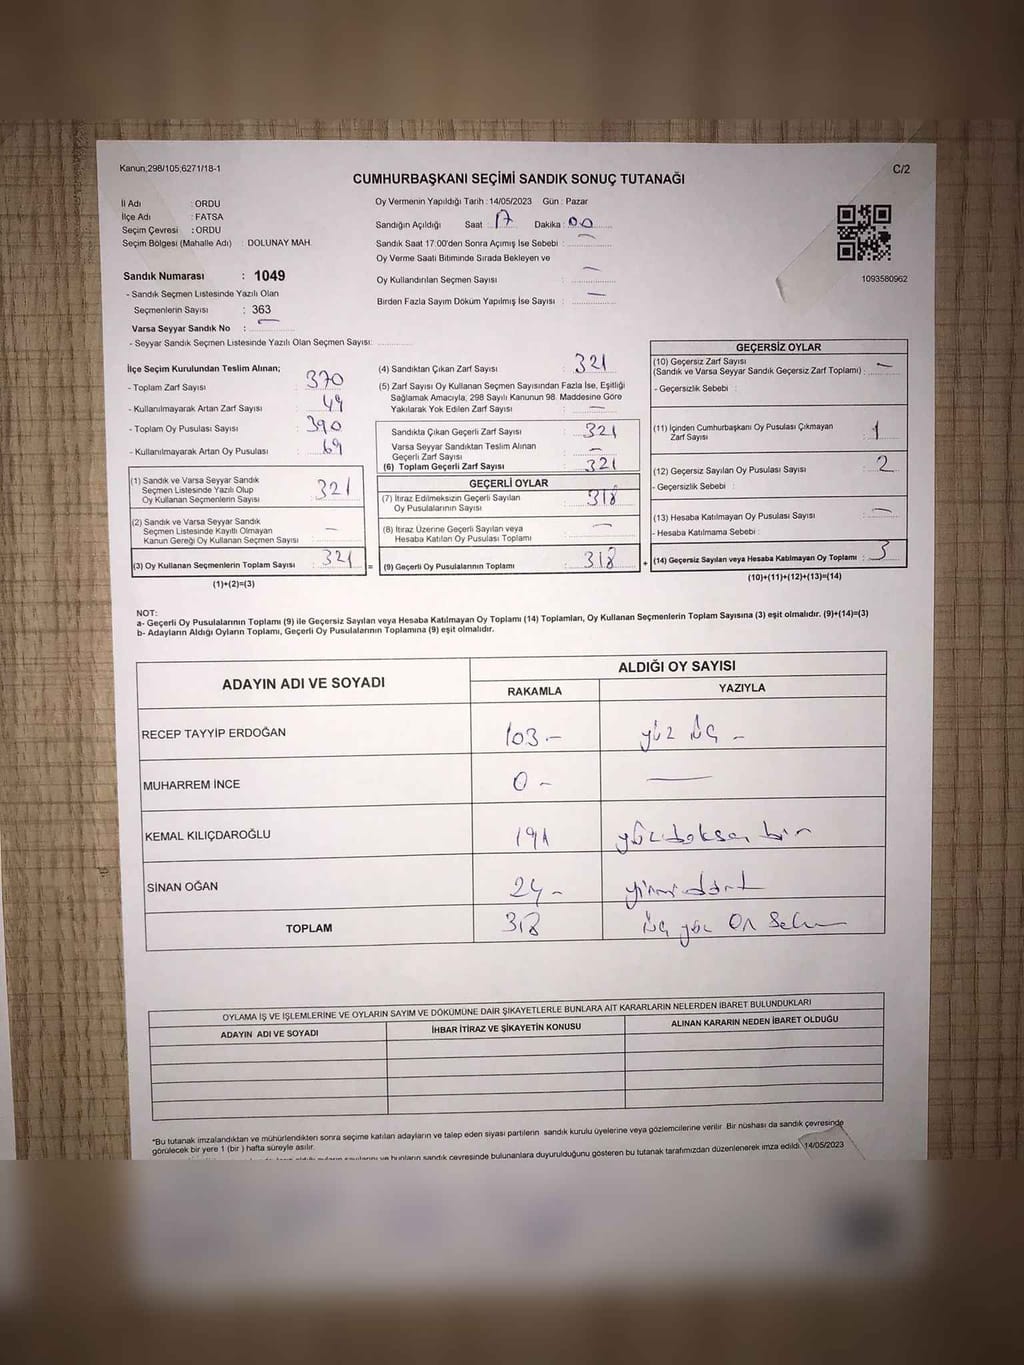 Kanun,298/105,6271/18-1
C/2
CUMHURBAŞKANI SEÇİMİ SANDIK SONUÇ TUTANAĞI
İl Adı : ORDU
İlçe Adı : FATSA
Seçim Çevresi : ORDU
Seçim Bölgesi (Mahalle Adı) : DOLUNAY MAH.
Sandık Numarası : 1049
- Sandık Seçmen Listesinde Yazılı Olan
Seçmenlerin Sayısı : 363
Varsa Seyyar Sandık No : –
- Seyyar Sandık Seçmen Listesinde Yazılı Olan Seçmen Sayısı:
Oy Vermenin Yapıldığı Tarih : 14/05/2023 Gün : Pazar
Sandığın Açıldığı Saat : 17 Dakika : 00
Sandık Saat 17:00'den Sonra Açımış İse Sebebi : –
Oy Verme Saati Bitiminde Sırada Bekleyen ve
Oy Kullandırılan Seçmen Sayısı : –
Birden Fazla Sayım Döküm Yapılmış İse Sayısı : –
1093580962
İlçe Seçim Kurulundan Teslim Alınan;
- Toplam Zarf Sayısı : 370
- Kullanılmayarak Artan Zarf Sayısı : 49
- Toplam Oy Pusulası Sayısı : 390
- Kullanılmayarak Artan Oy Pusulası : 69
(1) Sandık ve Varsa Seyyar Sandık
Seçmen Listesinde Yazılı Olup
Oy Kullanan Seçmenlerin Sayısı : 321
(2) Sandık ve Varsa Seyyar Sandık
Seçmen Listesinde Kayıtlı Olmayan
Kanun Gereği Oy Kullanan Seçmen Sayısı : –
(3) Oy Kullanan Seçmenlerin Toplam Sayısı : 321 =
(1)+(2)=(3)
(4) Sandıktan Çıkan Zarf Sayısı : 321
(5) Zarf Sayısı Oy Kullanan Seçmen Sayısından Fazla İse, Eşitliği
Sağlamak Amacıyla, 298 Sayılı Kanunun 98. Maddesine Göre
Yakılarak Yok Edilen Zarf Sayısı : –
Sandıkta Çıkan Geçerli Zarf Sayısı : 321
Varsa Seyyar Sandıktan Teslim Alınan
Geçerli Zarf Sayısı : –
(6) Toplam Geçerli Zarf Sayısı : 321
GEÇERLİ OYLAR
(7) İtiraz Edilmeksizin Geçerli Sayılan
Oy Pusulalarının Sayısı : 318
(8) İtiraz Üzerine Geçerli Sayılan veya
Hesaba Katılan Oy Pusulası Toplamı : –
(9) Geçerli Oy Pusulalarının Toplamı : 318 +
GEÇERSİZ OYLAR
(10) Geçersiz Zarf Sayısı
(Sandık ve Varsa Seyyar Sandık Geçersiz Zarf Toplamı) : –
- Geçersizlik Sebebi :
(11) İçinden Cumhurbaşkanı Oy Pusulası Çıkmayan
Zarf Sayısı : 1
(12) Geçersiz Sayılan Oy Pusulası Sayısı : 2
- Geçersizlik Sebebi :
(13) Hesaba Katılmayan Oy Pusulası Sayısı : –
- Hesaba Katılmama Sebebi :
(14) Geçersiz Sayılan veya Hesaba Katılmayan Oy Toplamı : 3
(10)+(11)+(12)+(13)=(14)
NOT:
a- Geçerli Oy Pusulalarının Toplamı (9) ile Geçersiz Sayılan veya Hesaba Katılmayan Oy Toplamı (14) Toplamları, Oy Kullanan Seçmenlerin Toplam Sayısına (3) eşit olmalıdır. (9)+(14)=(3)
b- Adayların Aldığı Oyların Toplamı, Geçerli Oy Pusulalarının Toplamına (9) eşit olmalıdır.
ADAYIN ADI VE SOYADI
ALDIĞI OY SAYISI
RAKAMLA YAZIYLA
RECEP TAYYİP ERDOĞAN 103.– yüz üç –
MUHARREM İNCE 0 – –
KEMAL KILIÇDAROĞLU 191 yüzdoksan bir
SİNAN OĞAN 24 – yirmi dört
TOPLAM 318 üç yüz on sekiz
OYLAMA İŞ VE İŞLEMLERİNE VE OYLARIN SAYIM VE DÖKÜMÜNE DAİR ŞİKAYETLERLE BUNLARA AİT KARARLARIN NELERDEN İBARET BULUNDUKLARI
ADAYIN ADI VE SOYADI İHBAR İTİRAZ VE ŞİKAYETİN KONUSU ALINAN KARARIN NEDEN İBARET OLDUĞU
*Bu tutanak imzalandıktan ve mühürlendikten sonra seçime katılan adayların ve talep eden siyasi partilerin sandık kurulu üyelerine veya gözlemcilerine verilir. Bir nüshası da sandık çevresinde
görülecek bir yere 1 (bir ) hafta süreyle asılır.
sandık çevresinde bulunanlara duyurulduğunu gösteren bu tutanak tarafımızdan düzenlenerek imza edildi. 14/05/2023